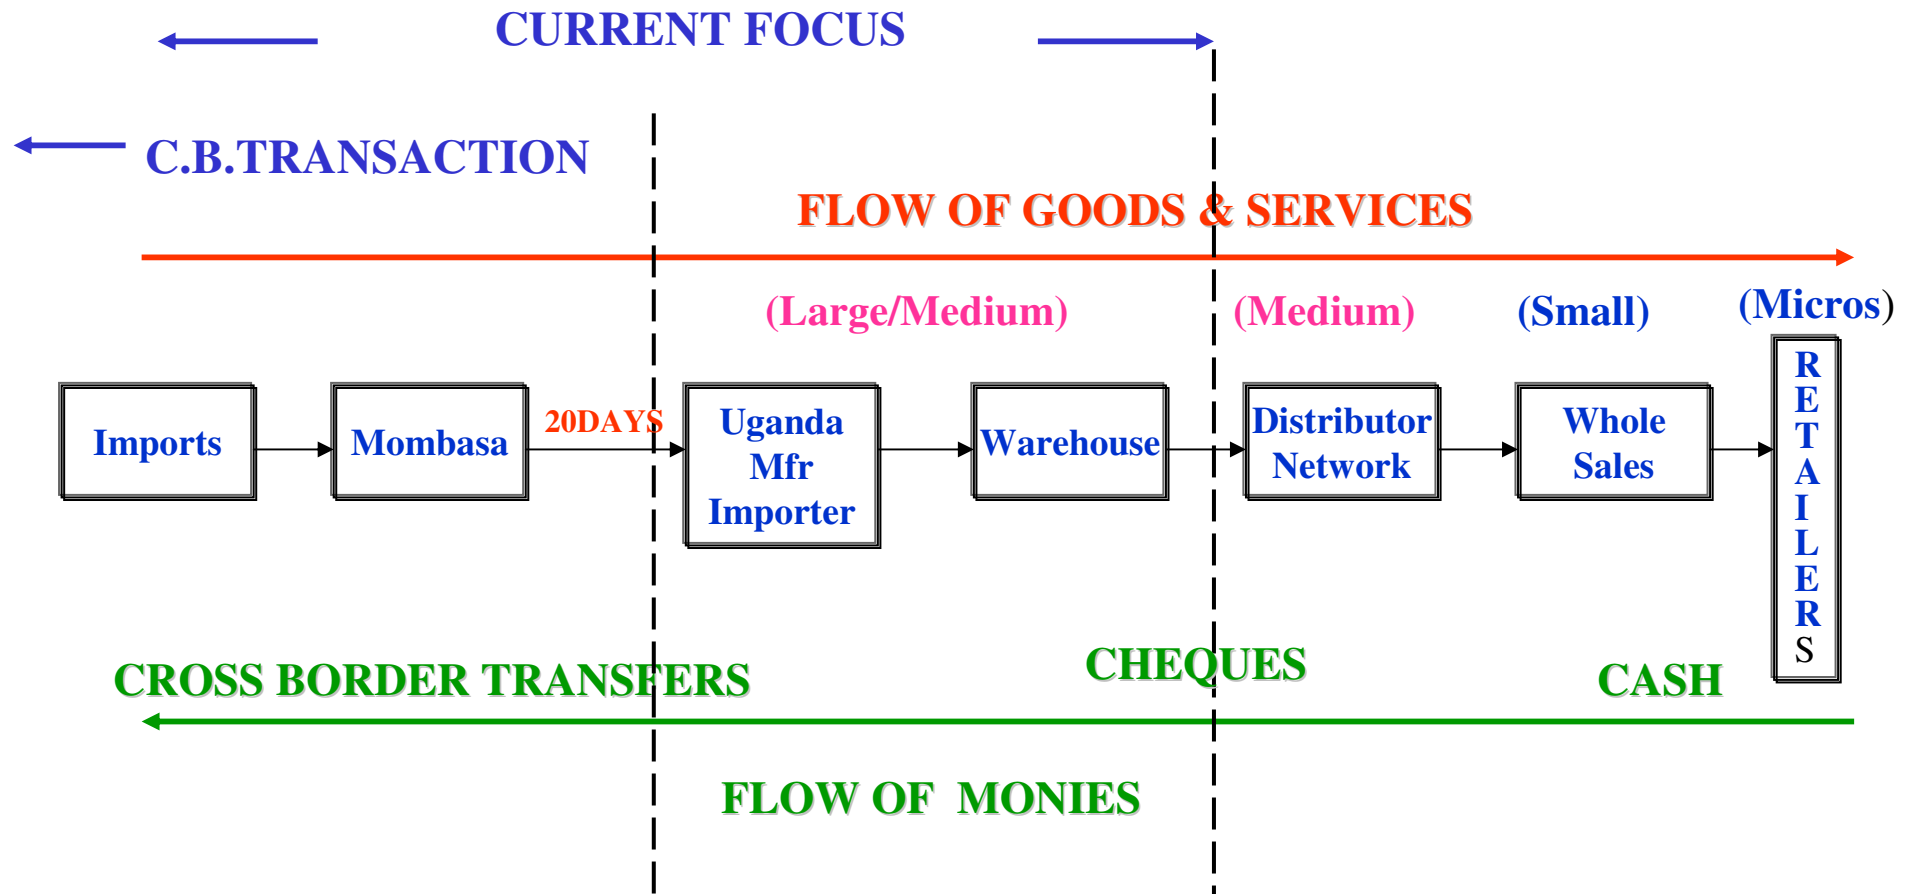 CURRENT FOCUS
C.B.TRANSACTION
FLOW OF GOODS & SERVICES
(Large/Medium)
(Medium)
(Small)
(Micros)
Imports
Mombasa
20DAYS
Uganda
Mfr
Importer
Warehouse
Distributor
Network
Whole
Sales
R
E
T
A
I
L
E
R
S
CROSS BORDER TRANSFERS
CHEQUES
CASH
FLOW OF MONIES